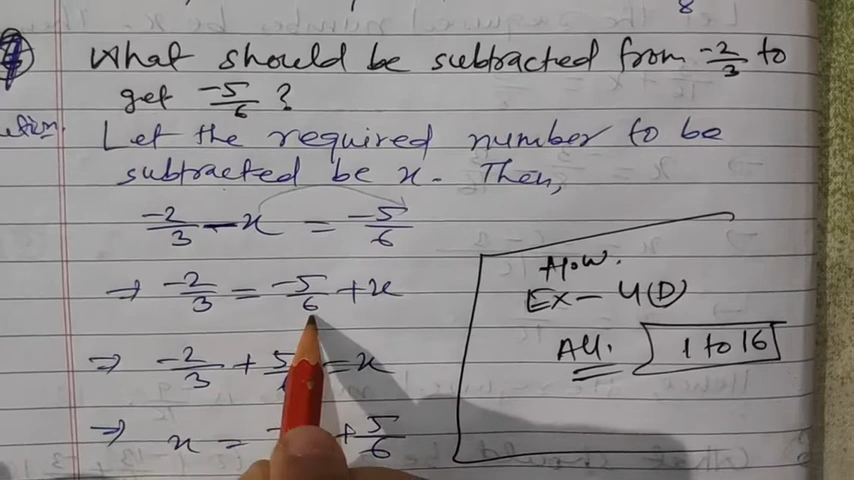 8
What should be subtracted from -2/3 to
get -5/6 ?
Let the required number to be
subtracted be x. Then,
-2/3 - x = -5/6
⇒ -2/3 = -5/6 + x
⇒ -2/3 + 5/ = x
⇒ x = + 5/6
H.W.
EX - 4(D)
All. 1 to 16